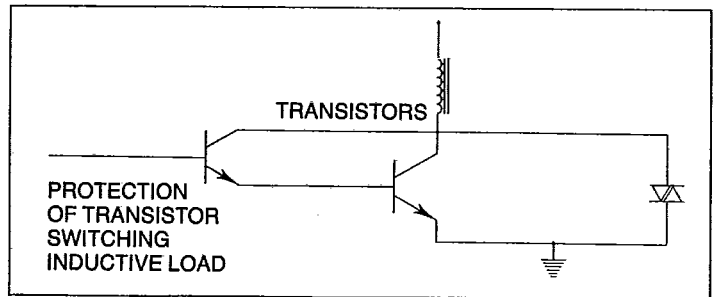 TRANSISTORS
PROTECTION
OF TRANSISTOR
SWITCHING
INDUCTIVE LOAD